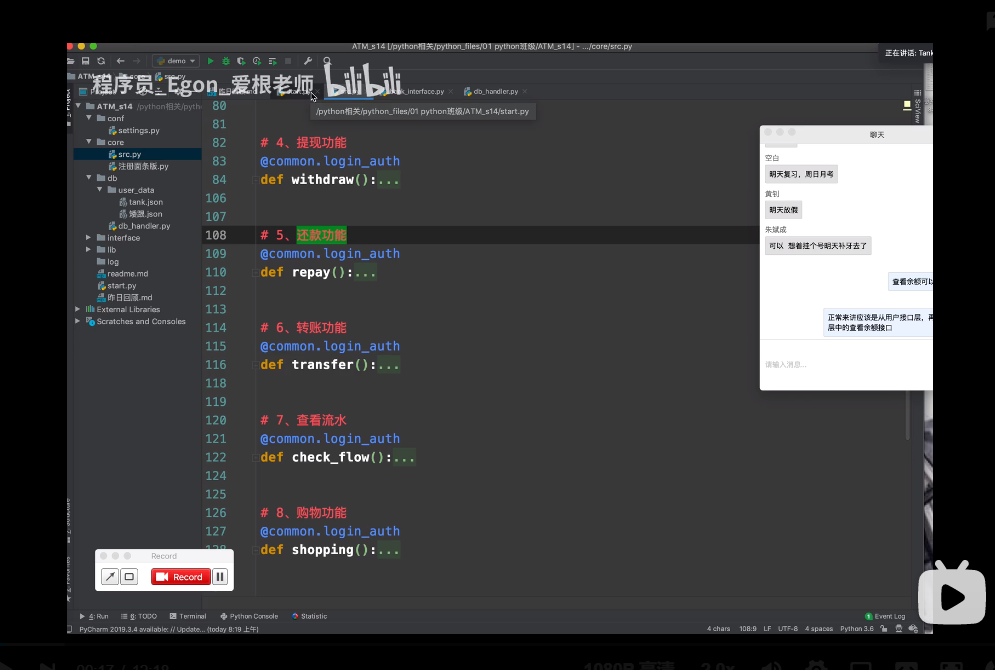 ATM_s14 [/python相关/python_files/01 python班级/ATM_s14] - .../core/src.py
正在讲话: Tank
demo
程序员_Egon_爱根老师
bilibili
_interface.py
db_handler.py
/python相关/python_files/01 python班级/ATM_s14/start.py
ATM_s14 /python相关/pyth
conf
settings.py
core
src.py
注册面条版.py
db
user_data
tank.json
矮跟.json
db_handler.py
interface
lib
log
readme.md
start.py
昨日回顾.md
External Libraries
Scratches and Consoles
80
81
82 # 4、提现功能
83 @common.login_auth
84 def withdraw():...
106
107
108 # 5、还款功能
109 @common.login_auth
110 def repay():...
112
113
114 # 6、转账功能
115 @common.login_auth
116 def transfer():...
118
119
120 # 7、查看流水
121 @common.login_auth
122 def check_flow():...
124
125
126 # 8、购物功能
127 @common.login_auth
128 def shopping():...
SciView
聊天
空白
明天复习，周日月考
黄钊
明天放假
朱斌成
可以 想着挂个号明天补牙去了
查看余额可以
正常来讲应该是从用户接口层，再
层中的查看余额接口
请输入消息...
Record
Record
4: Run
6: TODO
Terminal
Python Console
Statistic
1 Event Log
PyCharm 2019.3.4 available: // Update... (today 8:19 上午)
4 chars 108:9 LF UTF-8 4 spaces Python 3.6